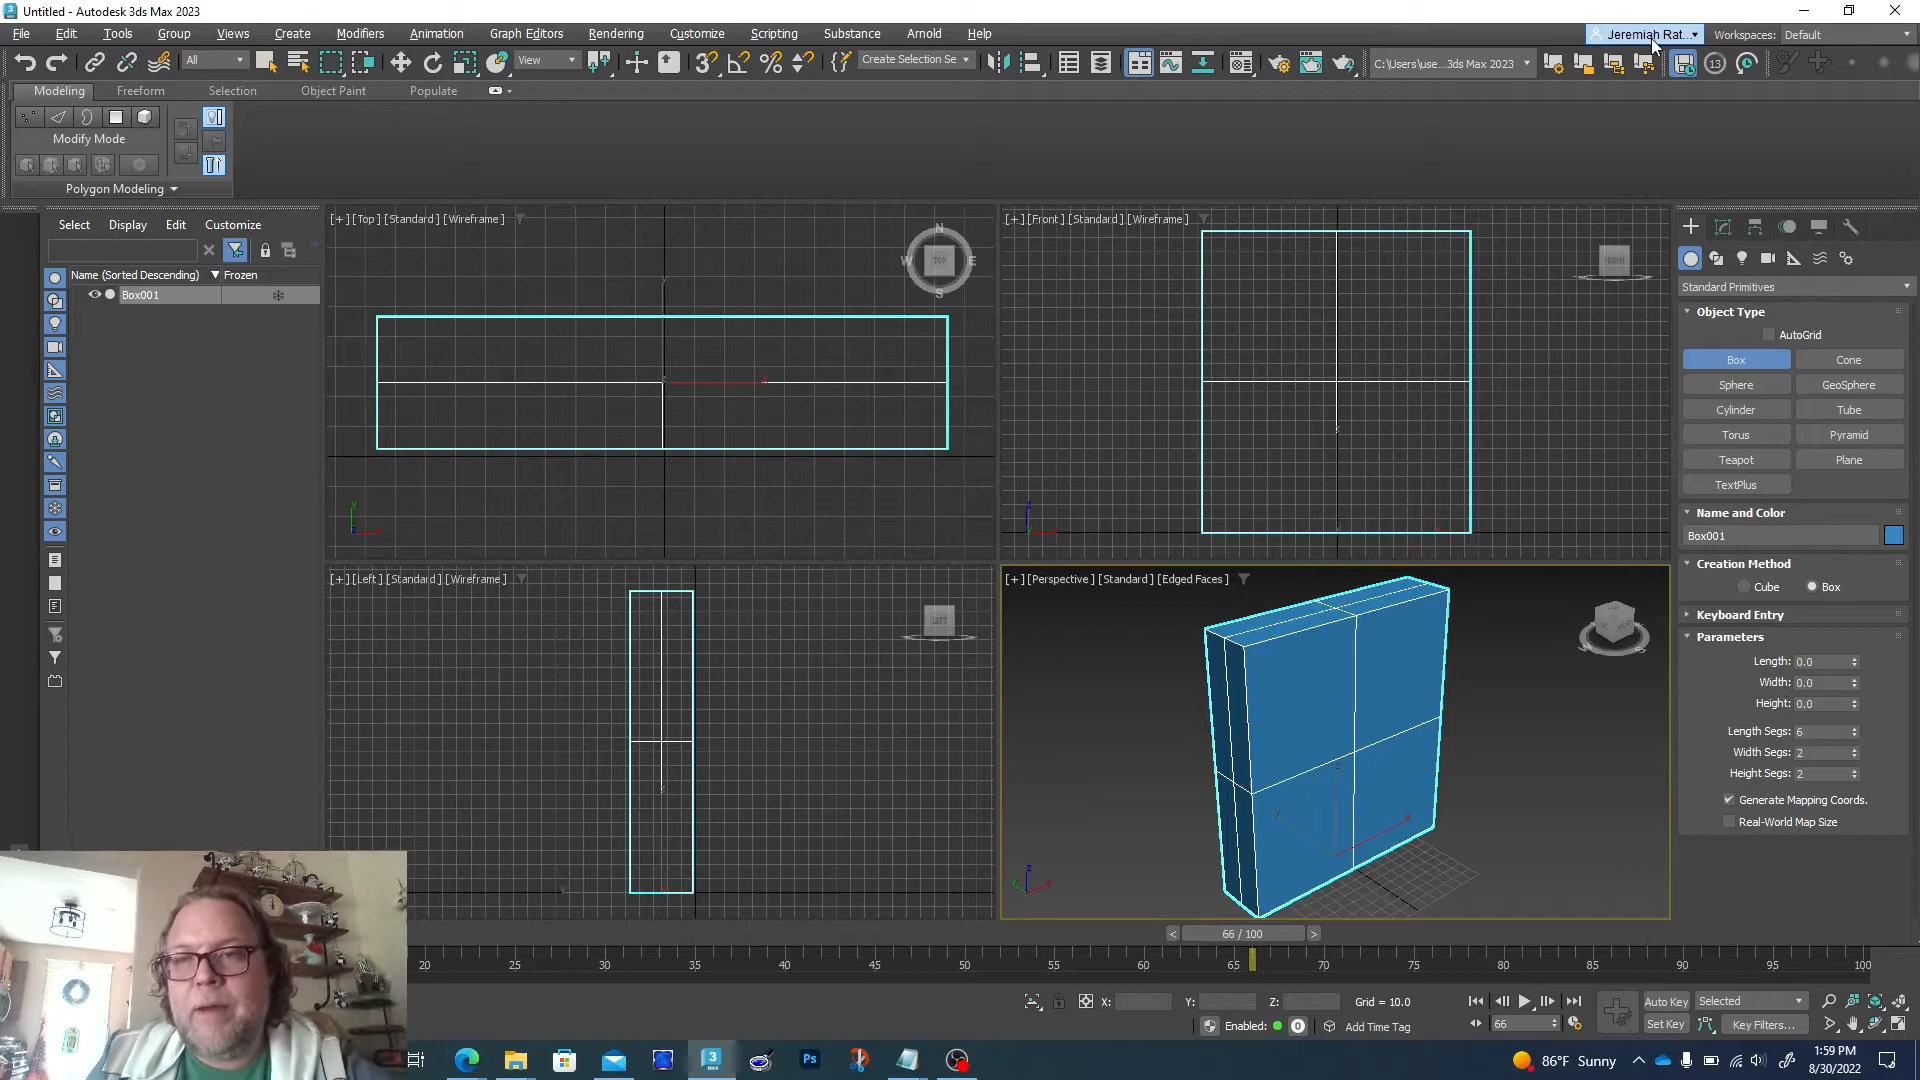 Untitled - Autodesk 3ds Max 2023
File Edit Tools Group Views Create Modifiers Animation Graph Editors Rendering Customize Scripting Substance Arnold Help
Jeremiah Rat... Workspaces: Default
All View Create Selection Se C:\Users\use...3ds Max 2023 13
Modeling Freeform Selection Object Paint Populate
Modify Mode
Polygon Modeling
Select Display Edit Customize
Name (Sorted Descending) Frozen
Box001
[+] [Top] [Standard] [Wireframe]
N
W TOP E
S
[+] [Front] [Standard] [Wireframe]
FRONT
[+] [Left] [Standard] [Wireframe]
LEFT
[+] [Perspective] [Standard] [Edged Faces]
Standard Primitives
Object Type
AutoGrid
Box Cone
Sphere GeoSphere
Cylinder Tube
Torus Pyramid
Teapot Plane
TextPlus
Name and Color
Box001
Creation Method
Cube Box
Keyboard Entry
Parameters
Length: 0.0
Width: 0.0
Height: 0.0
Length Segs: 6
Width Segs: 2
Height Segs: 2
Generate Mapping Coords.
Real-World Map Size
< 66 / 100 >
20 25 30 35 40 45 50 55 60 65 70 75 80 85 90 95 100
X: Y: Z: Grid = 10.0
Auto Key Selected
Enabled: 0 Add Time Tag
66
Set Key Key Filters...
3 MAX Ps
86°F Sunny
1:59 PM
8/30/2022